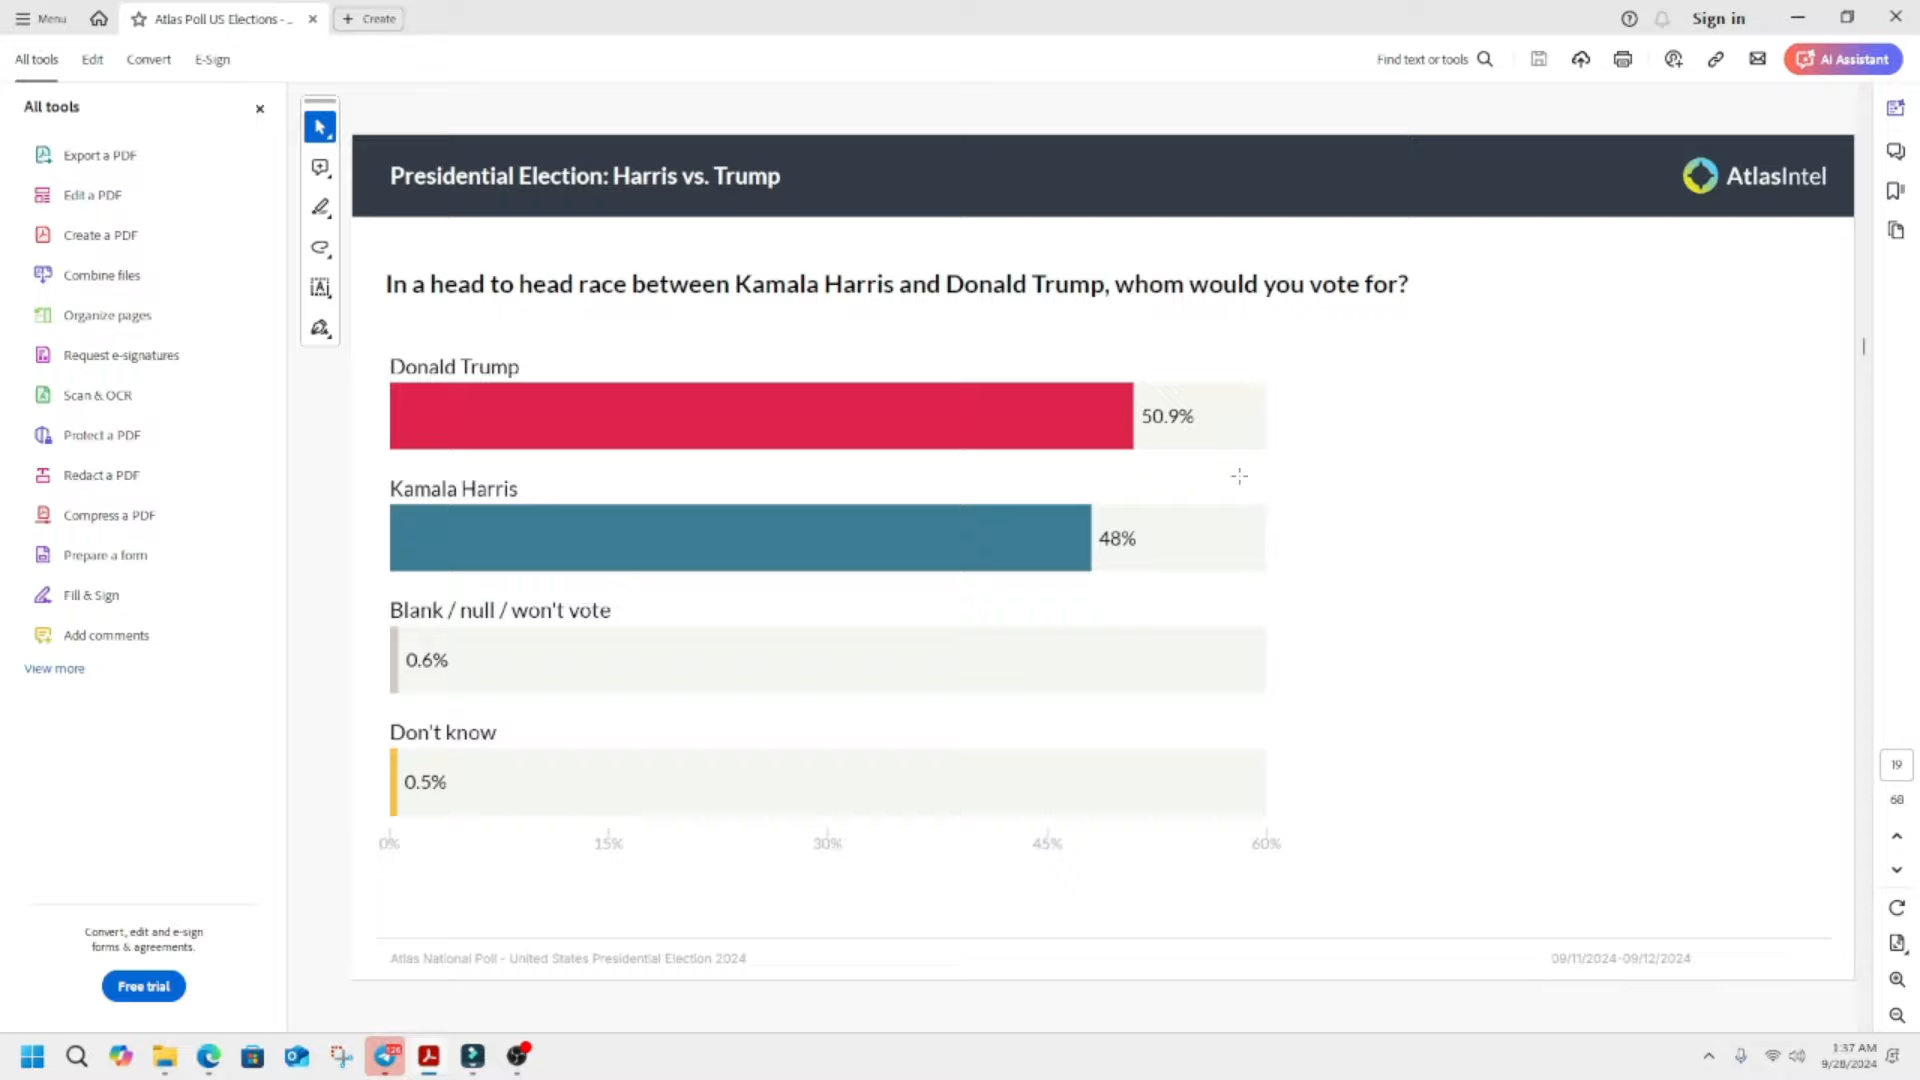 Menu
Atlas Poll US Elections - ..
Create
Sign in
All tools
Edit
Convert
E-Sign
Find text or tools
AI Assistant
All tools
Export a PDF
Edit a PDF
Create a PDF
Combine files
Organize pages
Request e-signatures
Scan & OCR
Protect a PDF
Redact a PDF
Compress a PDF
Prepare a form
Fill & Sign
Add comments
View more
Convert, edit and e-sign
forms & agreements.
Free trial
Presidential Election: Harris vs. Trump
AtlasIntel
In a head to head race between Kamala Harris and Donald Trump, whom would you vote for?
Donald Trump
50.9%
Kamala Harris
48%
Blank / null / won't vote
0.6%
Don't know
0.5%
0% 15% 30% 45% 60%
Atlas National Poll - United States Presidential Election 2024
09/11/2024-09/12/2024
19
68
1:37 AM
9/28/2024